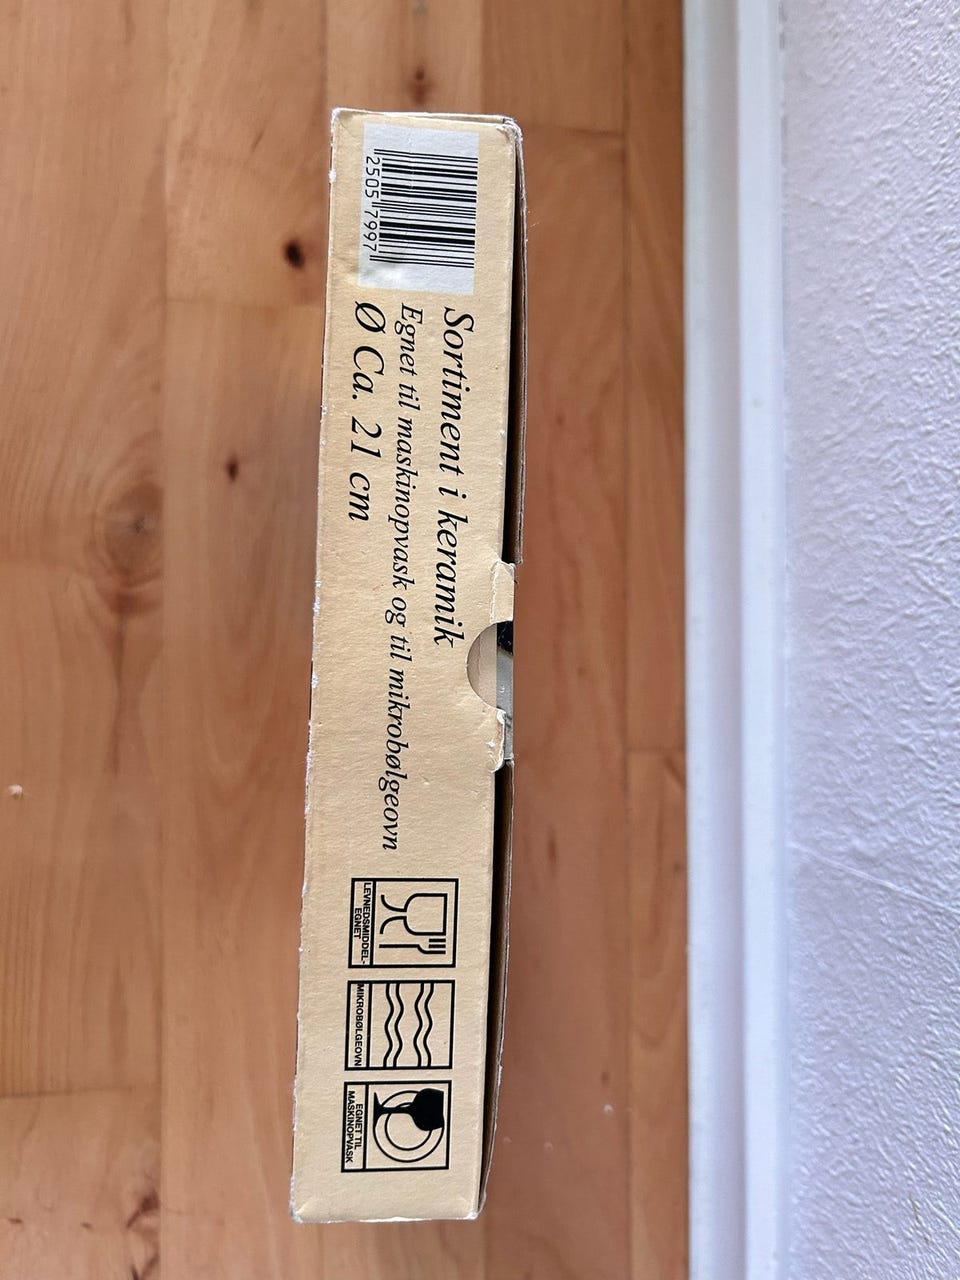 2505 7997
Sortiment i keramik
Egnet til maskinopvask og til mikrobølgeovn
Ø Ca. 21 cm
LEVNEDSMIDDEL-
EGNET
MIKROBØLGEOVN
EGNET TIL
MASKINOPVASK